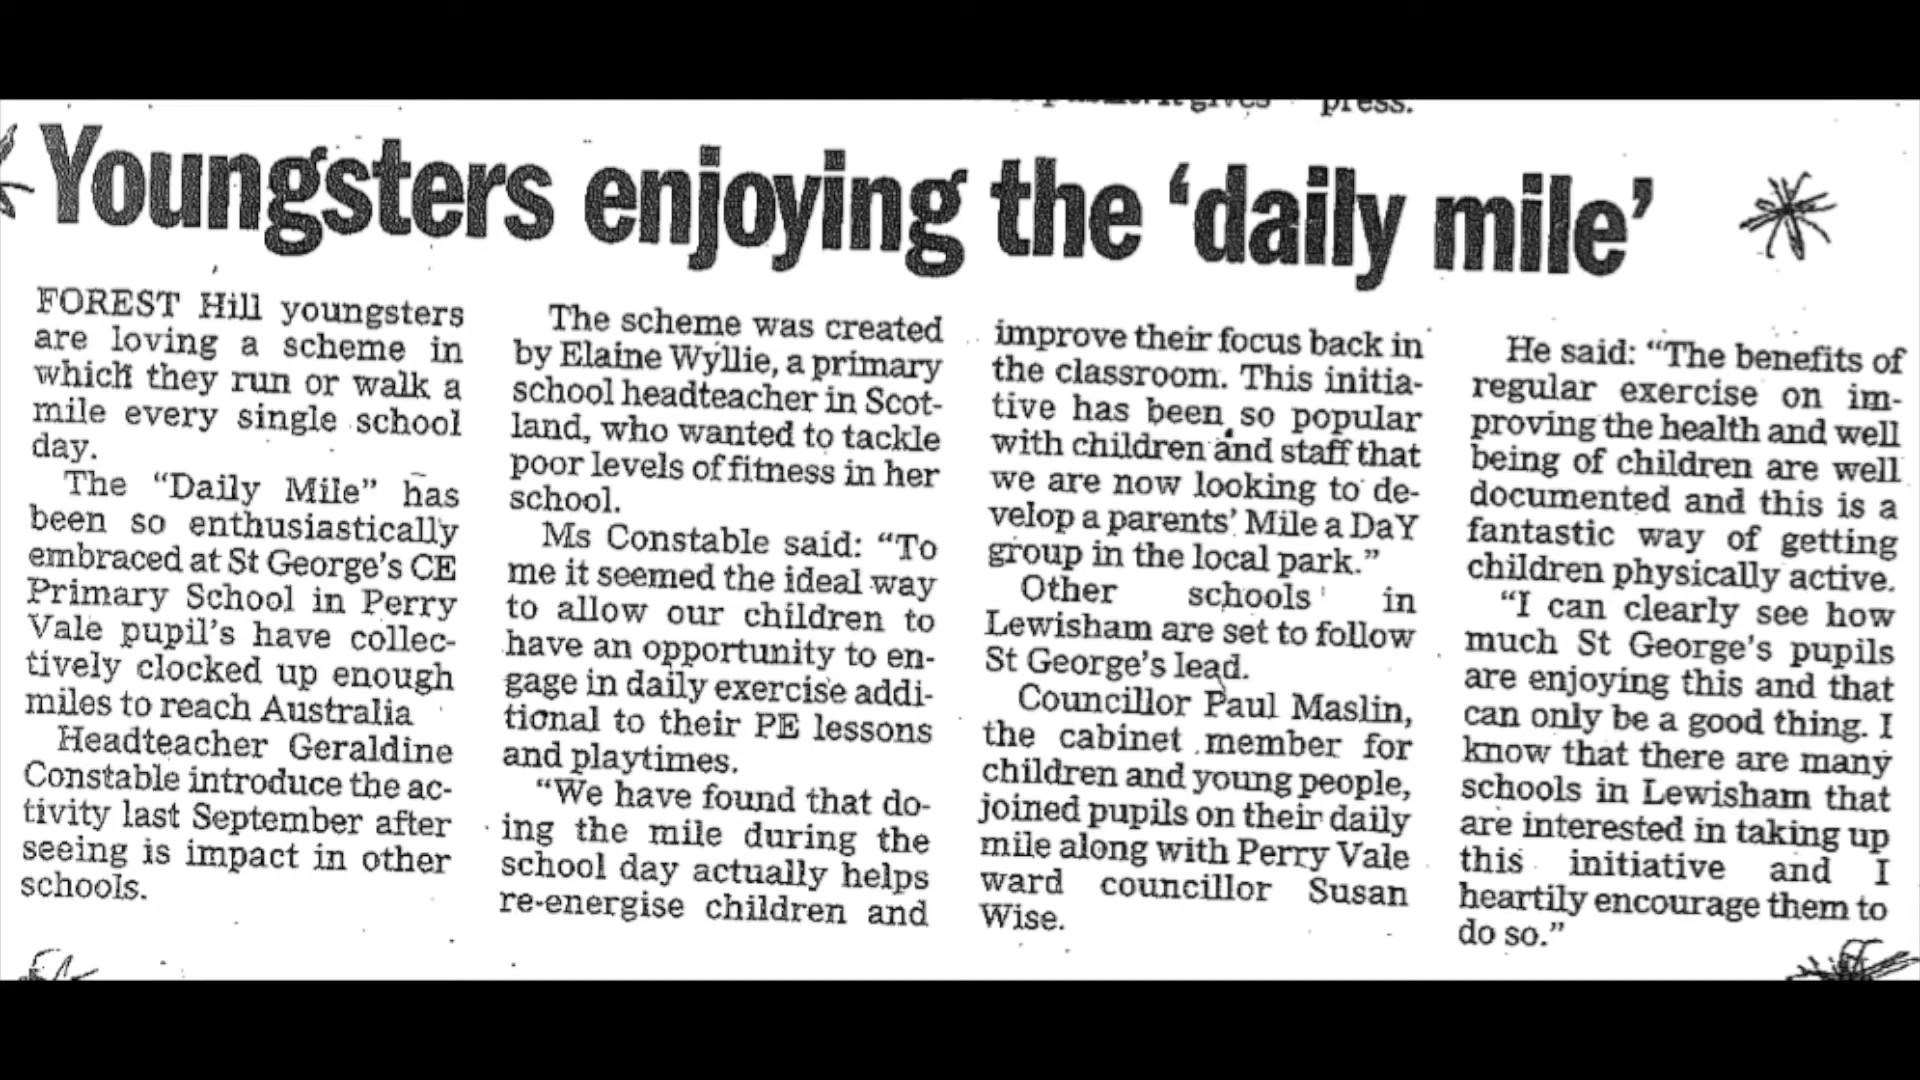 press.
Youngsters enjoying the ‘daily mile’
FOREST Hill youngsters
are loving a scheme in
which they run or walk a
mile every single school
day.
The “Daily Mile” has
been so enthusiastically
embraced at St George’s CE
Primary School in Perry
Vale pupil’s have collec-
tively clocked up enough
miles to reach Australia
Headteacher Geraldine
Constable introduce the ac-
tivity last September after
seeing is impact in other
schools.
The scheme was created
by Elaine Wyllie, a primary
school headteacher in Scot-
land, who wanted to tackle
poor levels of fitness in her
school.
Ms Constable said: “To
me it seemed the ideal way
to allow our children to
have an opportunity to en-
gage in daily exercise addi-
tional to their PE lessons
and playtimes.
“We have found that do-
ing the mile during the
school day actually helps
re-energise children and
improve their focus back in
the classroom. This initia-
tive has been so popular
with children and staff that
we are now looking to de-
velop a parents’ Mile a DaY
group in the local park.”
Other schools in
Lewisham are set to follow
St George’s lead.
Councillor Paul Maslin,
the cabinet member for
children and young people,
joined pupils on their daily
mile along with Perry Vale
ward councillor Susan
Wise.
He said: “The benefits of
regular exercise on im-
proving the health and well
being of children are well
documented and this is a
fantastic way of getting
children physically active.
“I can clearly see how
much St George’s pupils
are enjoying this and that
can only be a good thing. I
know that there are many
schools in Lewisham that
are interested in taking up
this initiative and I
heartily encourage them to
do so.”